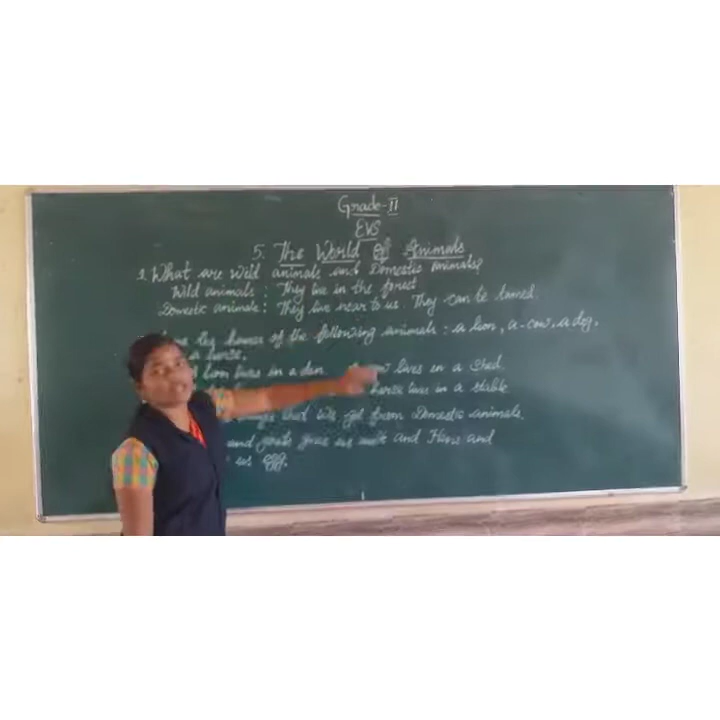 Grade-II
EVS
5. The World Of Animals
1. What are wild animals and Domestic animals?
Wild animals : They live in the forest
Domestic animals : They live near to us. They can be tamed.
the homes of the following animals : a lion, a-cow, a dog,
a horse.
lion lives in a den. lives in a Shed.
horse lives in a stable
that we get from Domestic animals.
and goats give us milk and Hens and
us